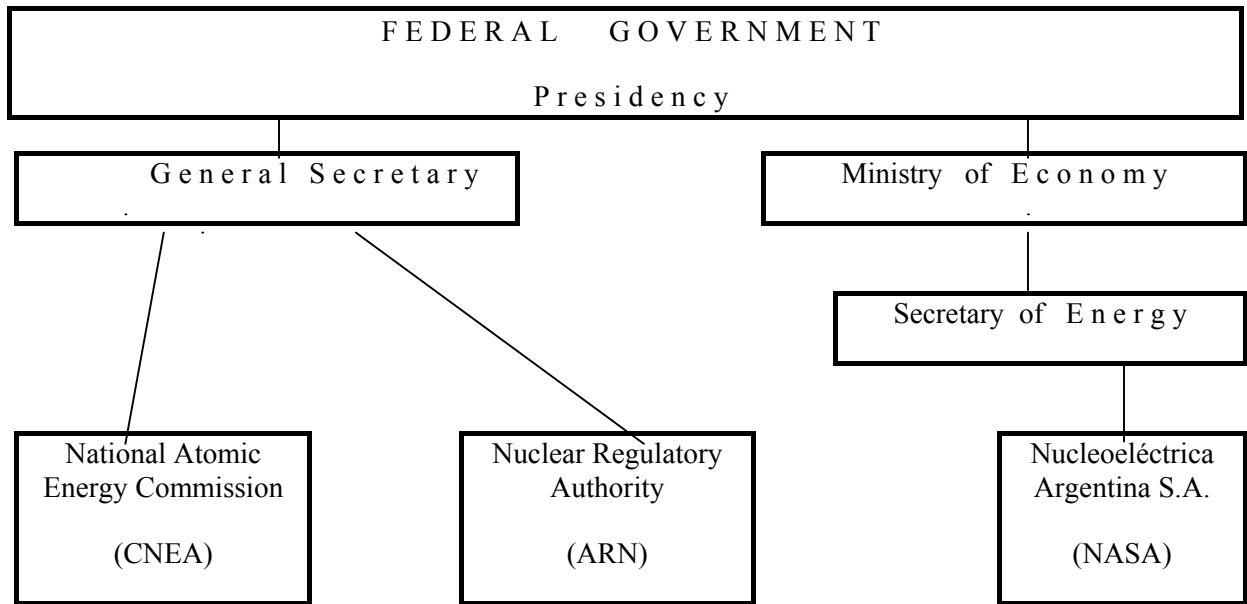 FEDERAL GOVERNMENT
Presidency
General Secretary
Ministry of Economy
Secretary of Energy
National Atomic
Energy Commission
(CNEA)
Nuclear Regulatory
Authority
(ARN)
Nucleoeléctrica
Argentina S.A.
(NASA)